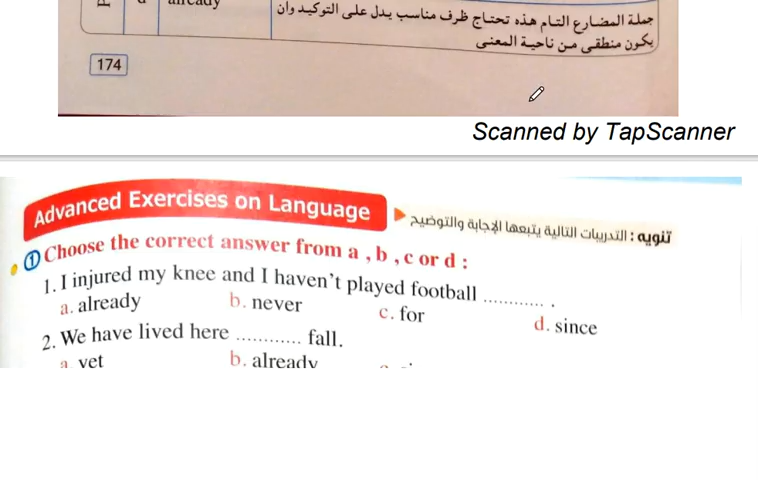 already
جملة المضارع التام هذه تحتاج ظرف مناسب يدل على التوكيد وأن
يكون منطقى من ناحية المعنى
174
Scanned by TapScanner
Advanced Exercises on Language
تنويه : التدريبات التالية يتبعها الإجابة والتوضيح
① Choose the correct answer from a , b , c or d :
1. I injured my knee and I haven't played football ............ .
a. already b. never c. for d. since
2. We have lived here ............ fall.
a. yet b. already